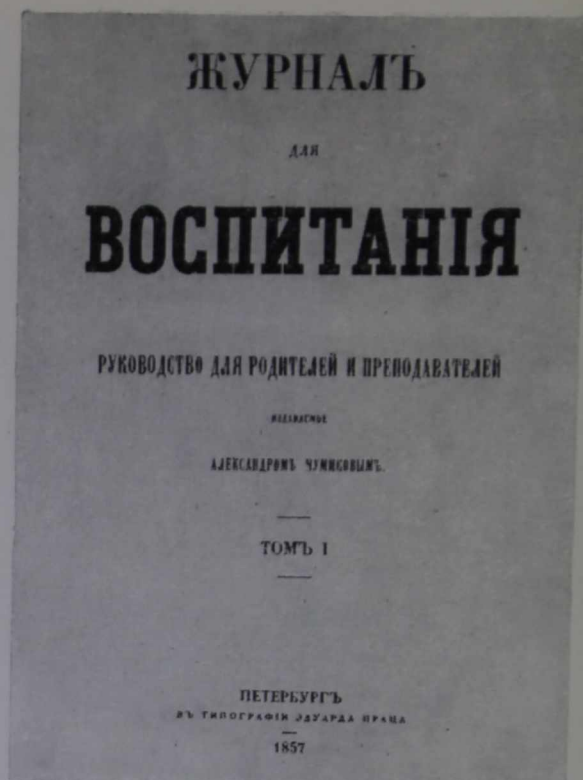 ЖУРНАЛЪ
ДЛЯ
ВОСПИТАНІЯ
РУКОВОДСТВО ДЛЯ РОДИТЕЛЕЙ И ПРЕПОДАВАТЕЛЕЙ
ИЗДАВАЕМОЕ
АЛЕКСАНДРОМЪ ЧУМИКОВЫМЪ.
ТОМЪ I
ПЕТЕРБУРГЪ
ВЪ ТИПОГРАФІИ ЭДУАРДА ПРАЦА
1857